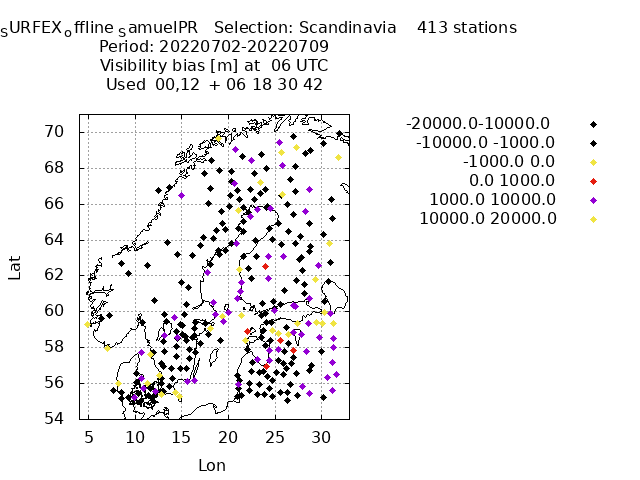 SURFEXoffline SamuelPR   Selection: Scandinavia    413 stations
Period: 20220702-20220709
Visibility bias [m] at  06 UTC
Used  00,12  + 06 18 30 42
-20000.0-10000.0
-10000.0 -1000.0
-1000.0 0.0
0.0 1000.0
1000.0 10000.0
10000.0 20000.0
70
68
66
64
62
60
58
56
54
Lat
5 10 15 20 25 30
Lon